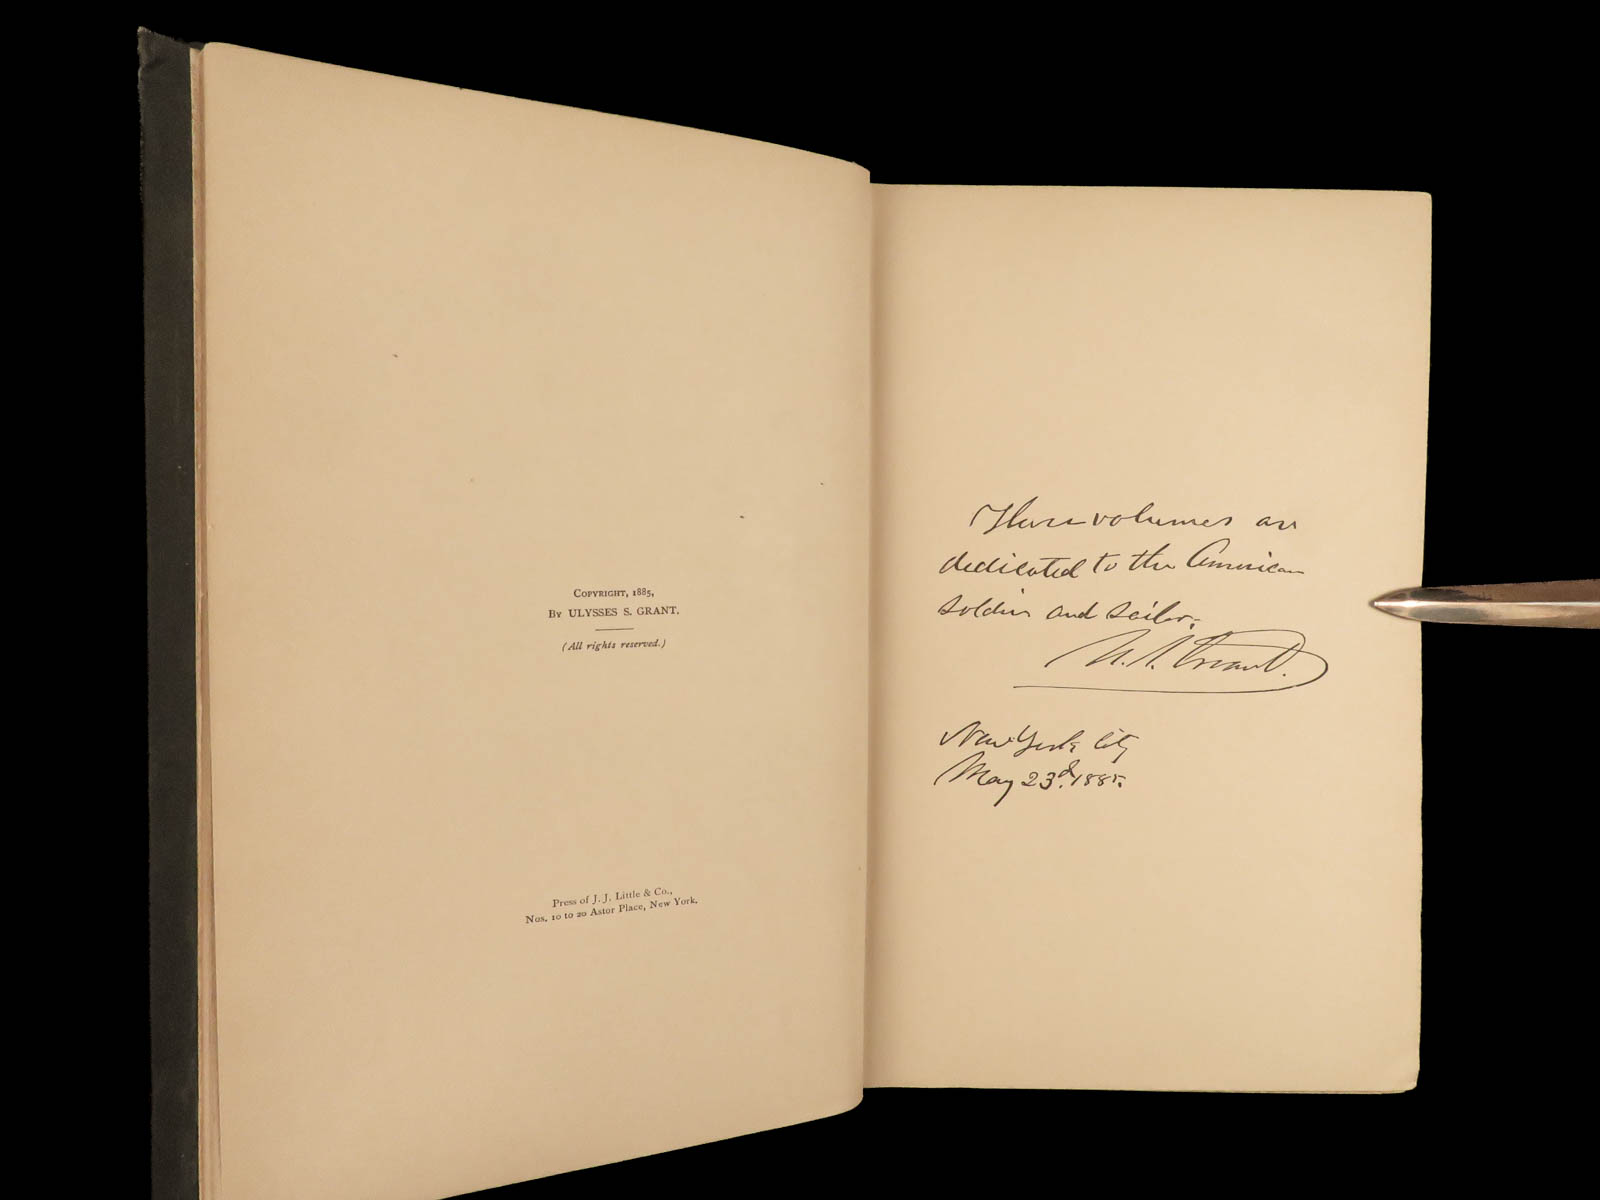 COPYRIGHT, 1885,
BY ULYSSES S. GRANT.
(All rights reserved.)
Press of J. J. Little & Co.,
Nos. 10 to 20 Astor Place, New York.
These volumes are
dedicated to the American
soldier and sailor.
U. S. Grant.
New York City
May 23d. 1885.